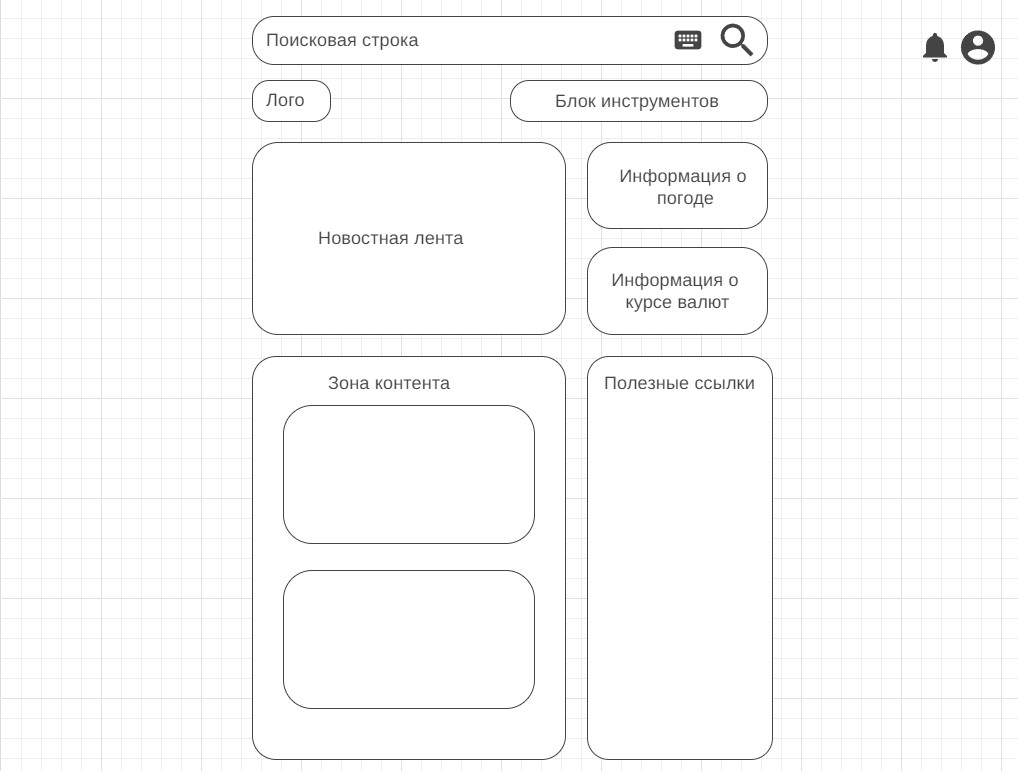 Поисковая строка
Лого
Блок инструментов
Новостная лента
Информация о
погоде
Информация о
курсе валют
Зона контента
Полезные ссылки